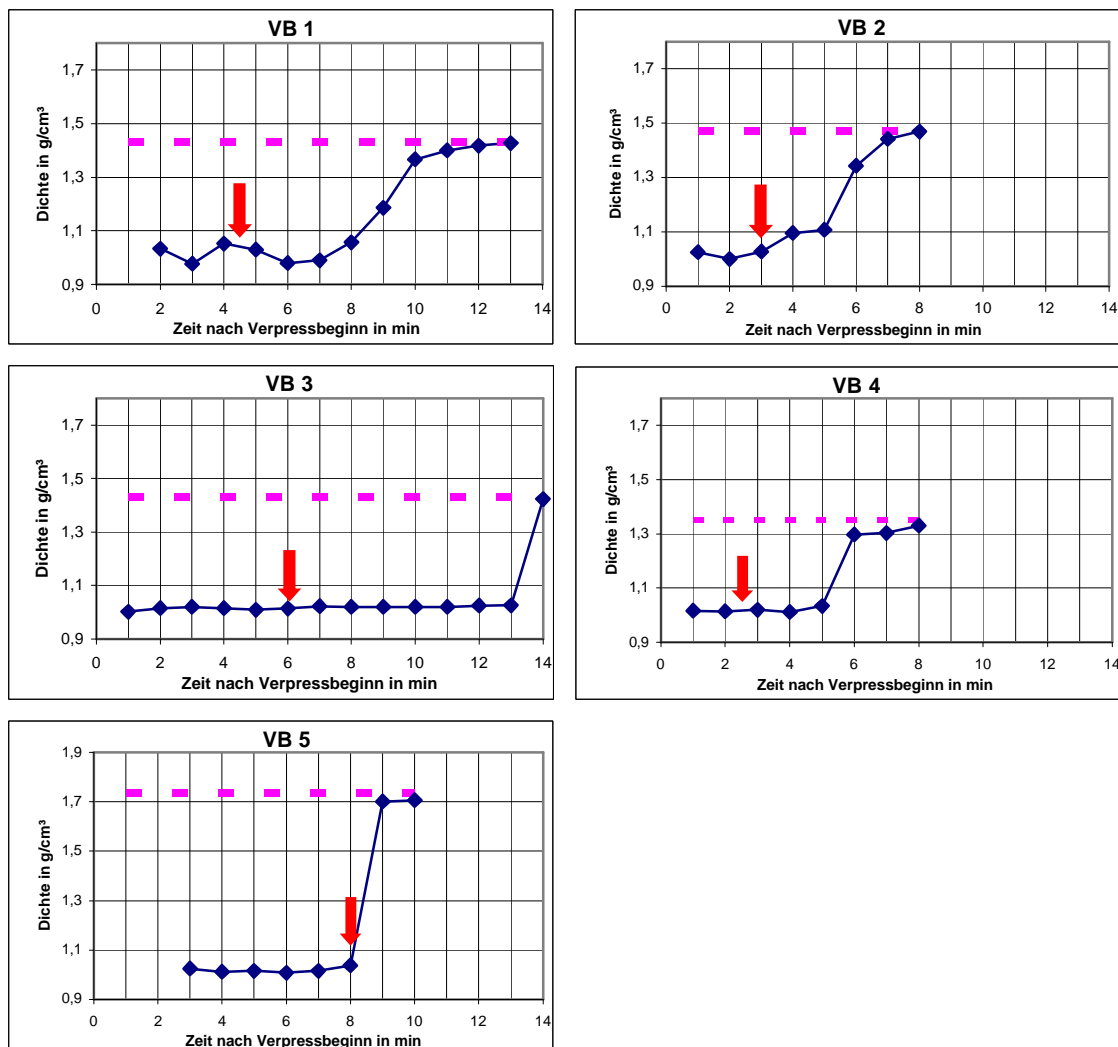 VB 1
Dichte in g/cm³
1,7
1,5
1,3
1,1
0,9
0 2 4 6 8 10 12 14
Zeit nach Verpressbeginn in min
VB 2
Dichte in g/cm³
1,7
1,5
1,3
1,1
0,9
0 2 4 6 8 10 12 14
Zeit nach Verpressbeginn in min
VB 3
Dichte in g/cm³
1,7
1,5
1,3
1,1
0,9
0 2 4 6 8 10 12 14
Zeit nach Verpressbeginn in min
VB 4
Dichte in g/cm³
1,7
1,5
1,3
1,1
0,9
0 2 4 6 8 10 12 14
Zeit nach Verpressbeginn in min
VB 5
Dichte in g/cm³
1,9
1,7
1,5
1,3
1,1
0,9
0 2 4 6 8 10 12 14
Zeit nach Verpressbeginn in min